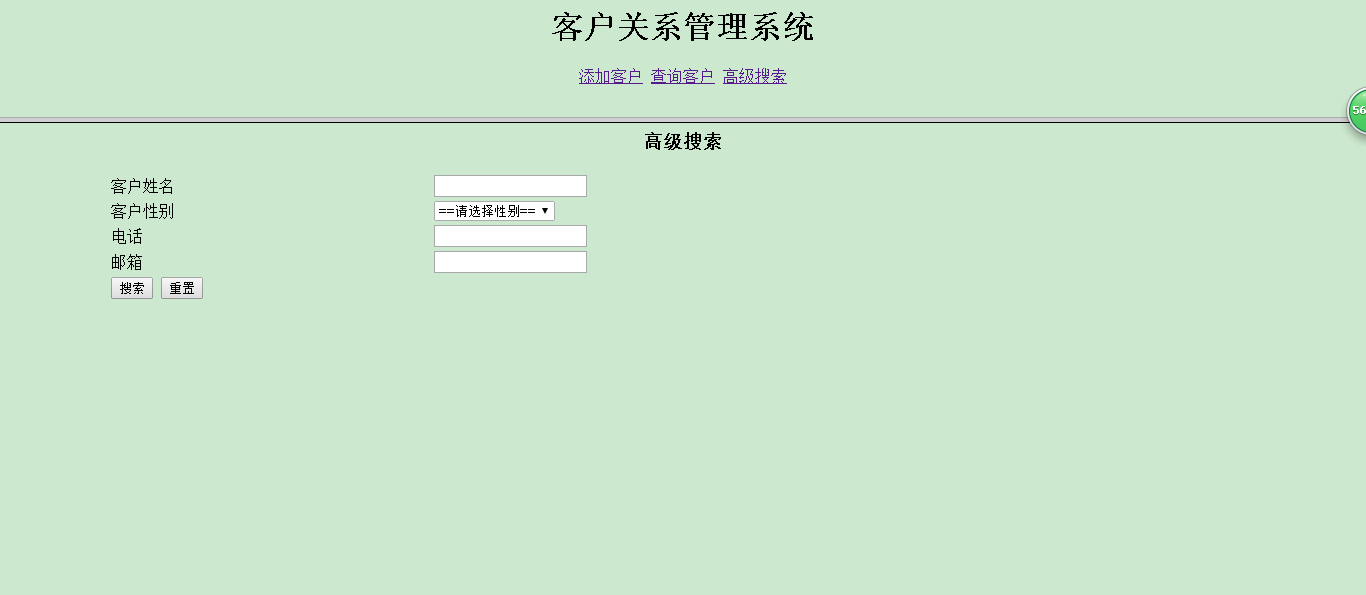 客户关系管理系统
添加客户 查询客户 高级搜索
56
高级搜索
客户姓名
客户性别 ==请选择性别==
电话
邮箱
搜索 重置